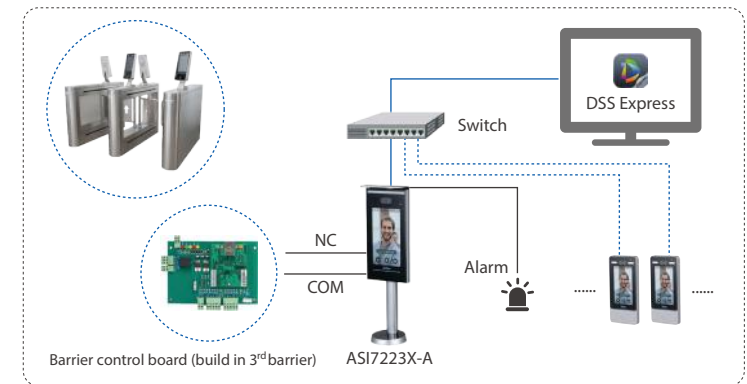 DSS Express
Switch
NC
COM
Alarm
......
......
Barrier control board (build in 3rd barrier)
ASI7223X-A